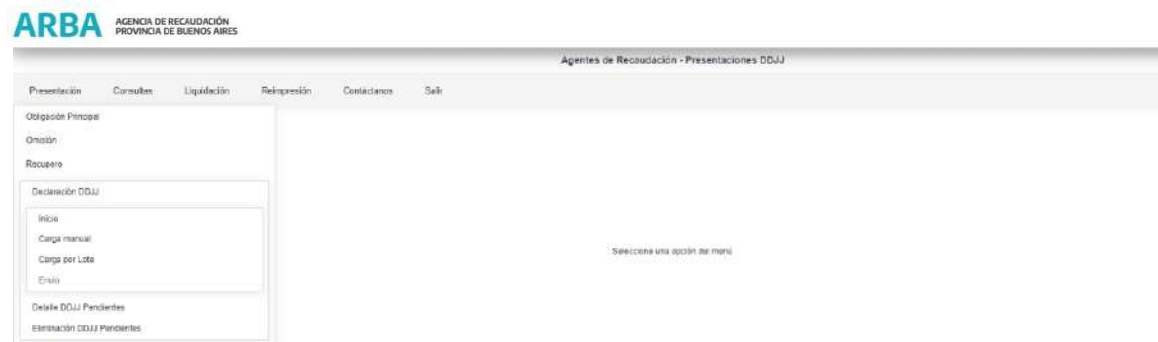 ARBA
AGENCIA DE RECAUDACIÓN
PROVINCIA DE BUENOS AIRES
Agentes de Recaudación - Presentaciones DDJJ
Presentación Consultas Liquidación Reimpresión Contáctanos Salir
Obligación Principal
Omisión
Recupero
Declaración DDJJ
Inicio
Carga manual
Carga por Lote
Envío
Seleccione una opción del menú
Detalle DDJJ Pendientes
Eliminación DDJJ Pendientes